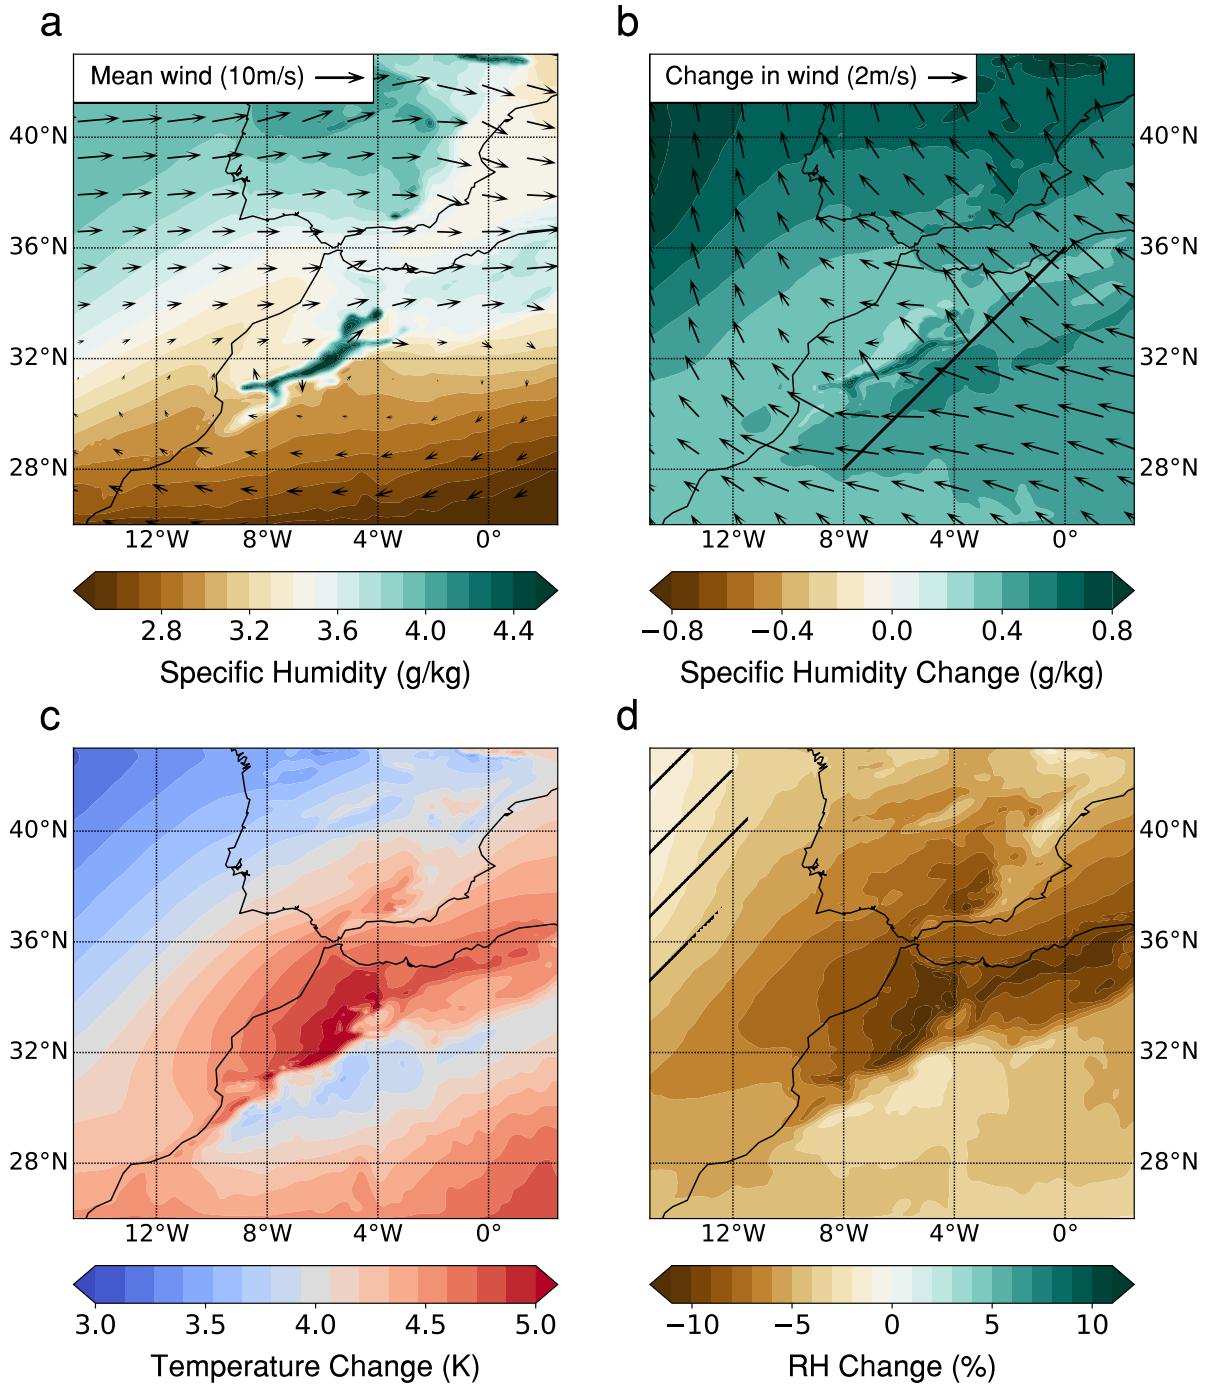 a
Mean wind (10m/s)
40°N
36°N
32°N
28°N
12°W 8°W 4°W 0°
2.8 3.2 3.6 4.0 4.4
Specific Humidity (g/kg)
b
Change in wind (2m/s)
40°N
36°N
32°N
28°N
12°W 8°W 4°W 0°
−0.8 −0.4 0.0 0.4 0.8
Specific Humidity Change (g/kg)
c
40°N
36°N
32°N
28°N
12°W 8°W 4°W 0°
3.0 3.5 4.0 4.5 5.0
Temperature Change (K)
d
40°N
36°N
32°N
28°N
12°W 8°W 4°W 0°
−10 −5 0 5 10
RH Change (%)